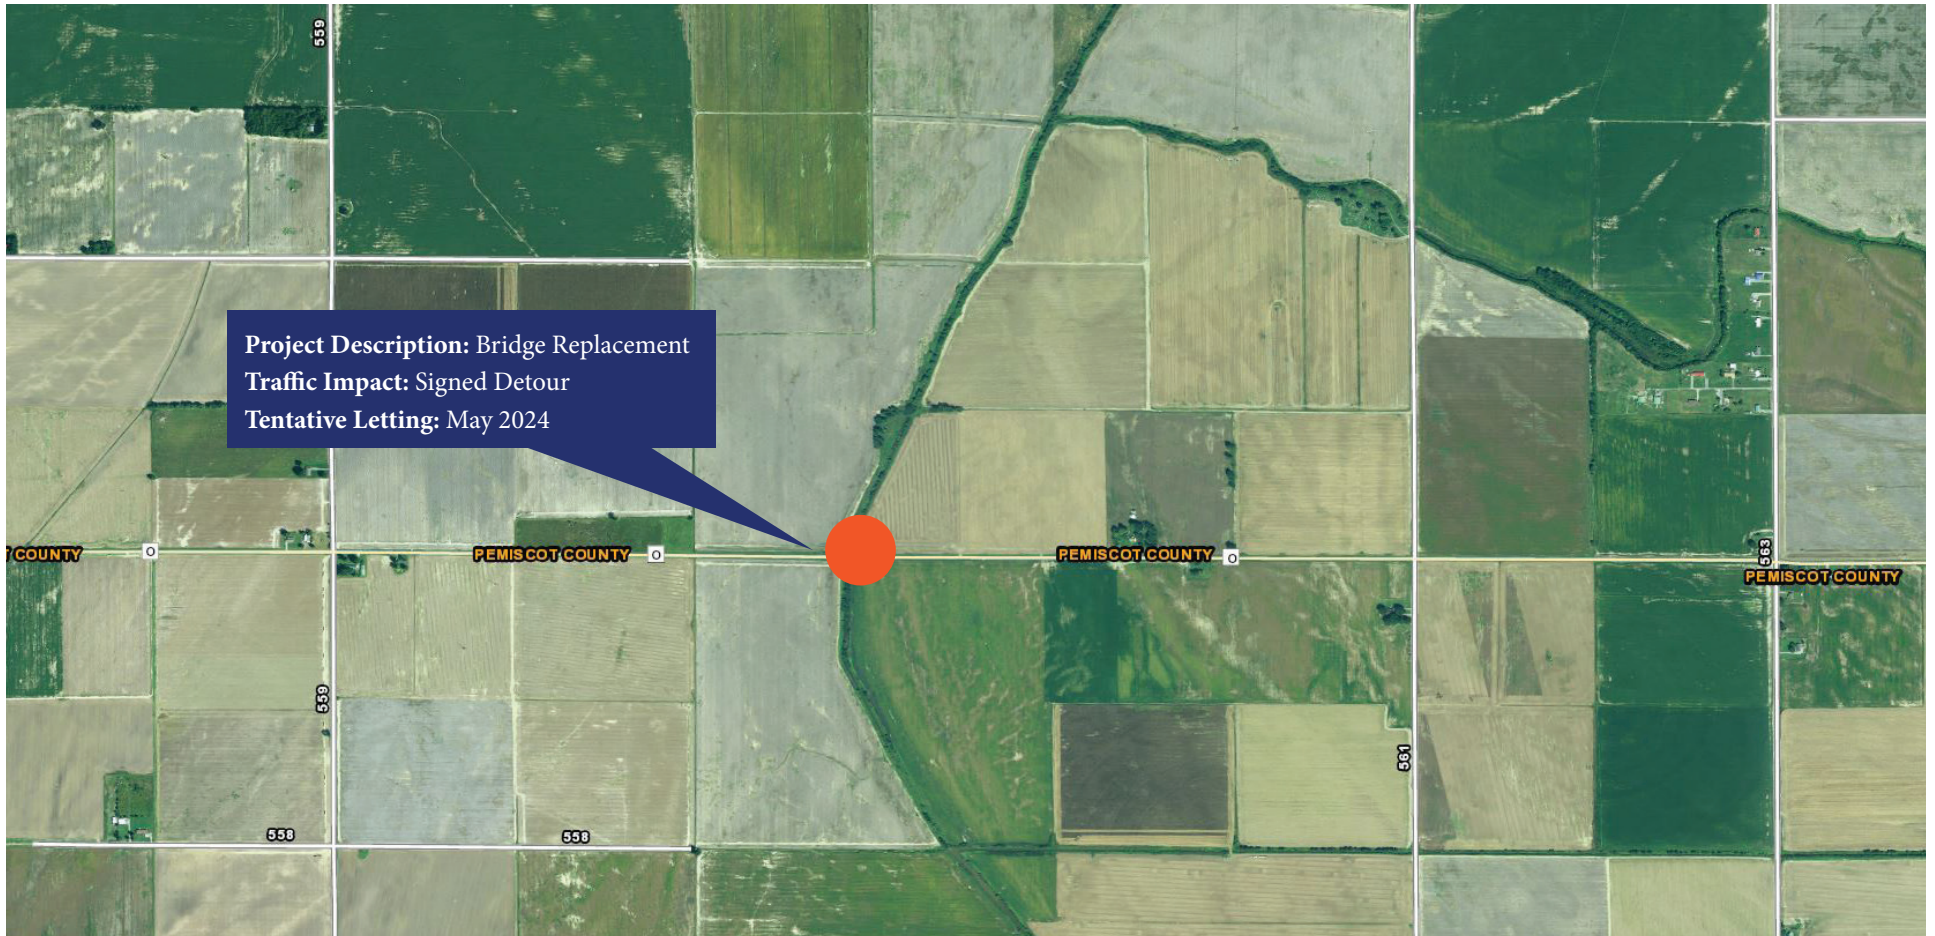 559
Project Description: Bridge Replacement
Traffic Impact: Signed Detour
Tentative Letting: May 2024
COUNTY
O
PEMISCOT COUNTY
O
PEMISCOT COUNTY
O
563
PEMISCOT COUNTY
559
561
558
558